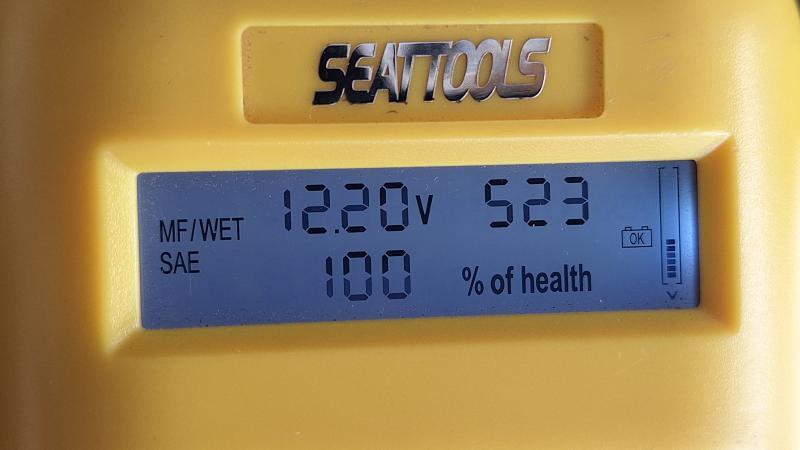 SEATTOOLS
MF/WET 12.20V 523
SAE 100 % of health
OK